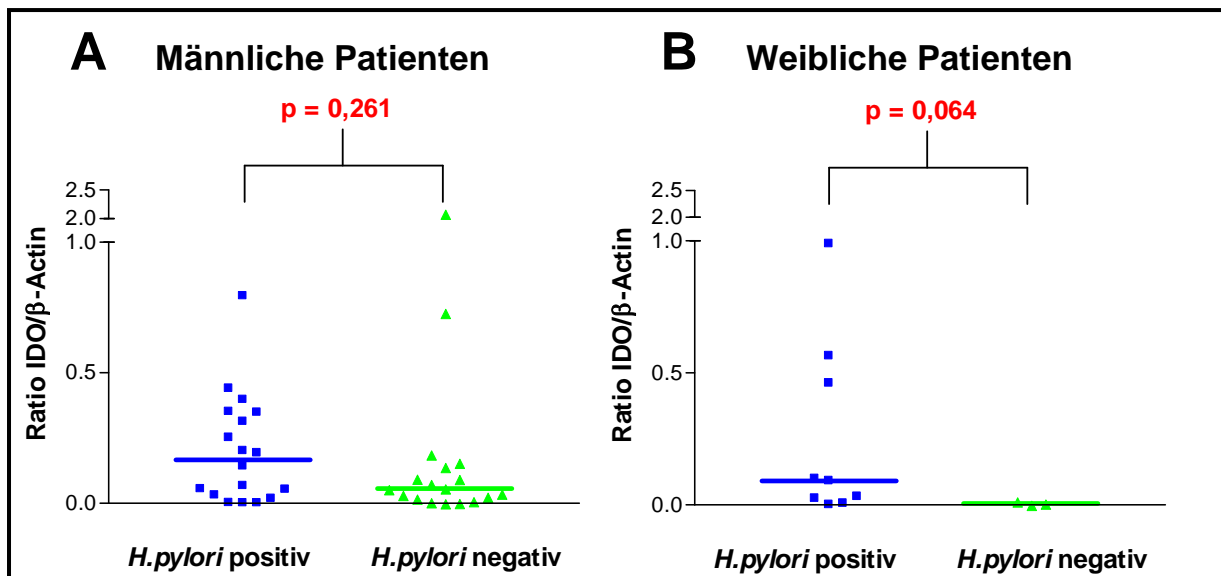 A Männliche Patienten
p = 0,261
2.5
2.0
1.0
0.5
0.0
Ratio IDO/β-Actin
H.pylori positiv
H.pylori negativ
B Weibliche Patienten
p = 0,064
2.5
2.0
1.0
0.5
0.0
Ratio IDO/β-Actin
H.pylori positiv
H.pylori negativ